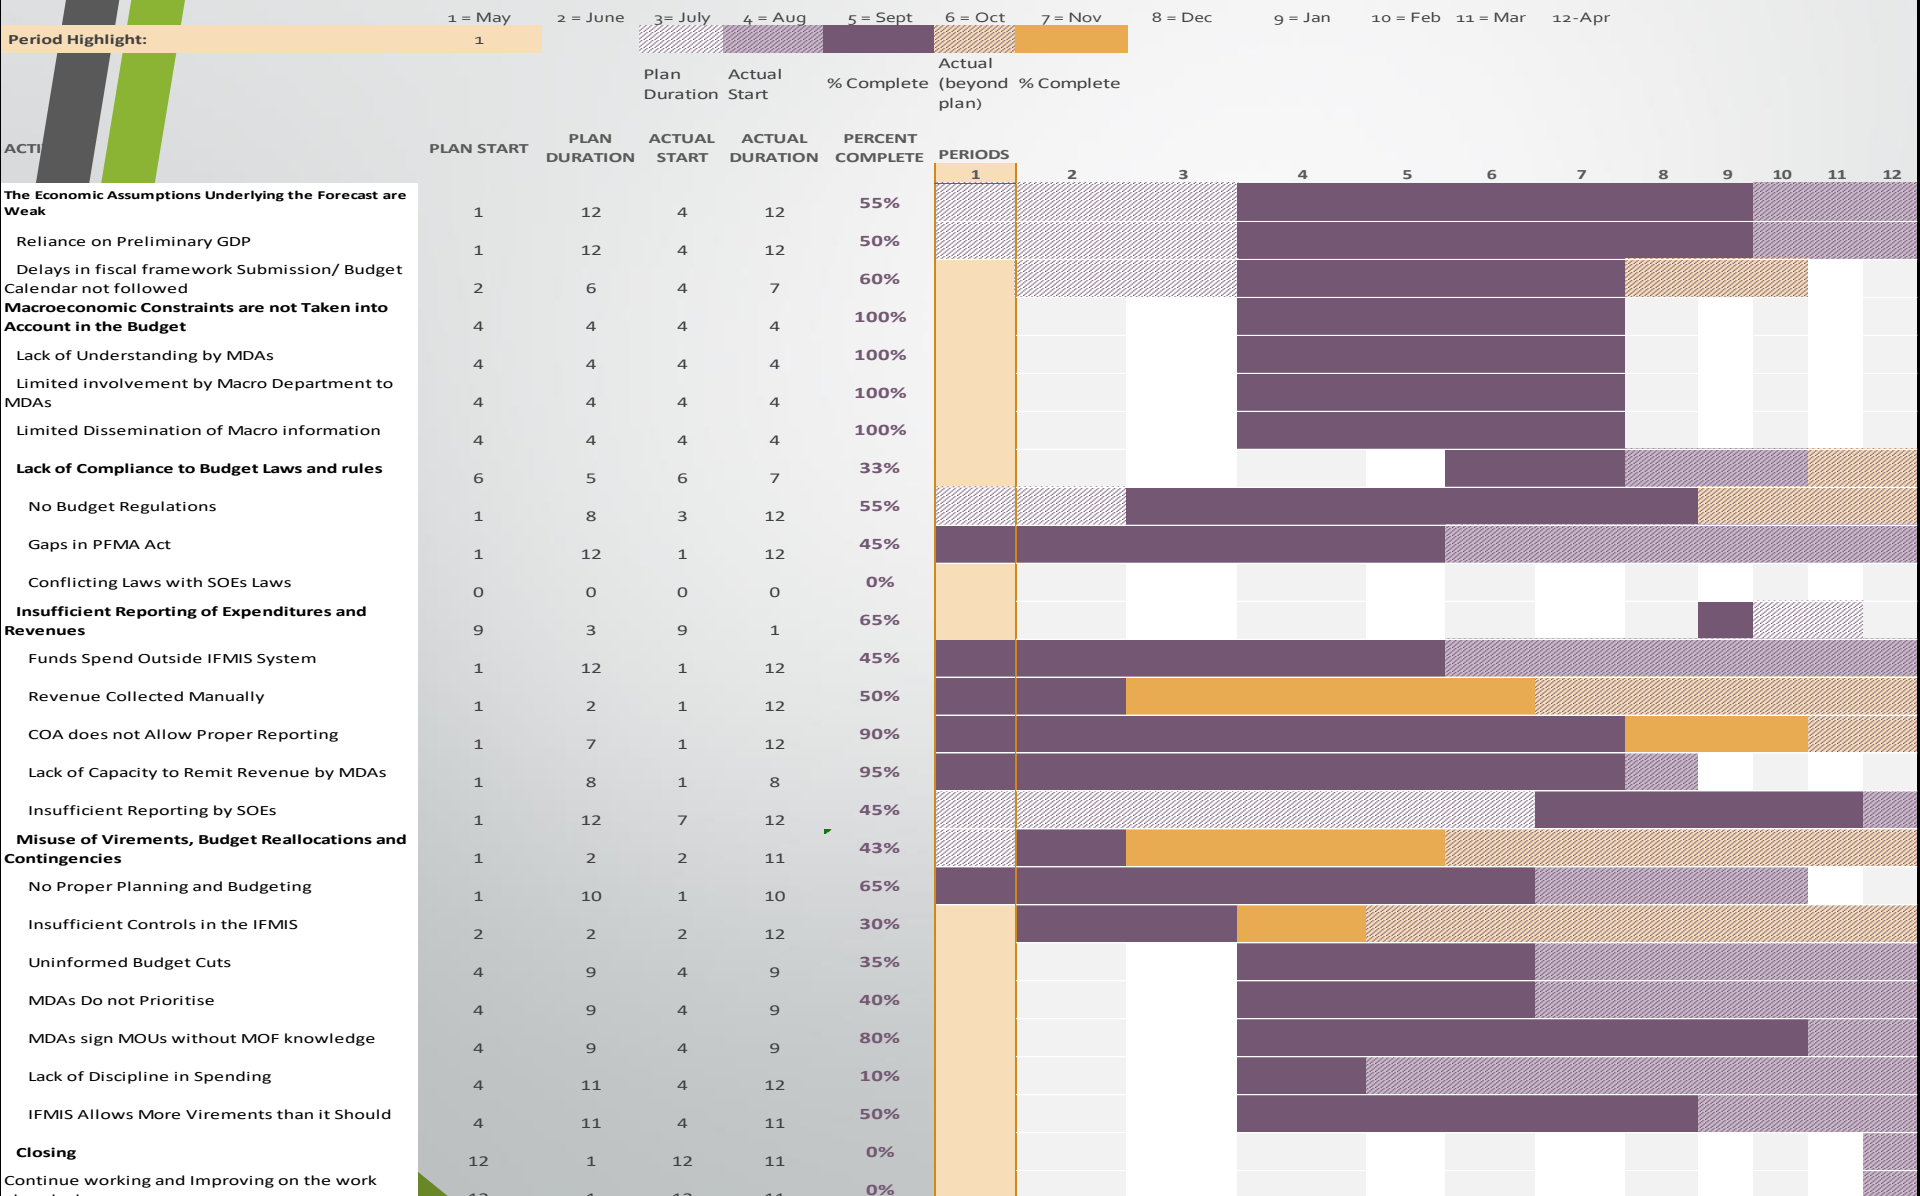 1 = May 2 = June 3= July 4 = Aug 5 = Sept 6 = Oct 7 = Nov 8 = Dec 9 = Jan 10 = Feb 11 = Mar 12-Apr
Period Highlight: 1
Plan Duration Actual Start % Complete Actual (beyond plan) % Complete
ACTI PLAN START PLAN DURATION ACTUAL START ACTUAL DURATION PERCENT COMPLETE PERIODS
1 2 3 4 5 6 7 8 9 10 11 12
The Economic Assumptions Underlying the Forecast are
Weak 1 12 4 12 55%
Reliance on Preliminary GDP 1 12 4 12 50%
Delays in fiscal framework Submission/ Budget
Calendar not followed 2 6 4 7 60%
Macroeconomic Constraints are not Taken into
Account in the Budget 4 4 4 4 100%
Lack of Understanding by MDAs 4 4 4 4 100%
Limited involvement by Macro Department to
MDAs 4 4 4 4 100%
Limited Dissemination of Macro information 4 4 4 4 100%
Lack of Compliance to Budget Laws and rules 6 5 6 7 33%
No Budget Regulations 1 8 3 12 55%
Gaps in PFMA Act 1 12 1 12 45%
Conflicting Laws with SOEs Laws 0 0 0 0 0%
Insufficient Reporting of Expenditures and
Revenues 9 3 9 1 65%
Funds Spend Outside IFMIS System 1 12 1 12 45%
Revenue Collected Manually 1 2 1 12 50%
COA does not Allow Proper Reporting 1 7 1 12 90%
Lack of Capacity to Remit Revenue by MDAs 1 8 1 8 95%
Insufficient Reporting by SOEs 1 12 7 12 45%
Misuse of Virements, Budget Reallocations and
Contingencies 1 2 2 11 43%
No Proper Planning and Budgeting 1 10 1 10 65%
Insufficient Controls in the IFMIS 2 2 2 12 30%
Uninformed Budget Cuts 4 9 4 9 35%
MDAs Do not Prioritise 4 9 4 9 40%
MDAs sign MOUs without MOF knowledge 4 9 4 9 80%
Lack of Discipline in Spending 4 11 4 12 10%
IFMIS Allows More Virements than it Should 4 11 4 11 50%
Closing 12 1 12 11 0%
Continue working and Improving on the work 0%